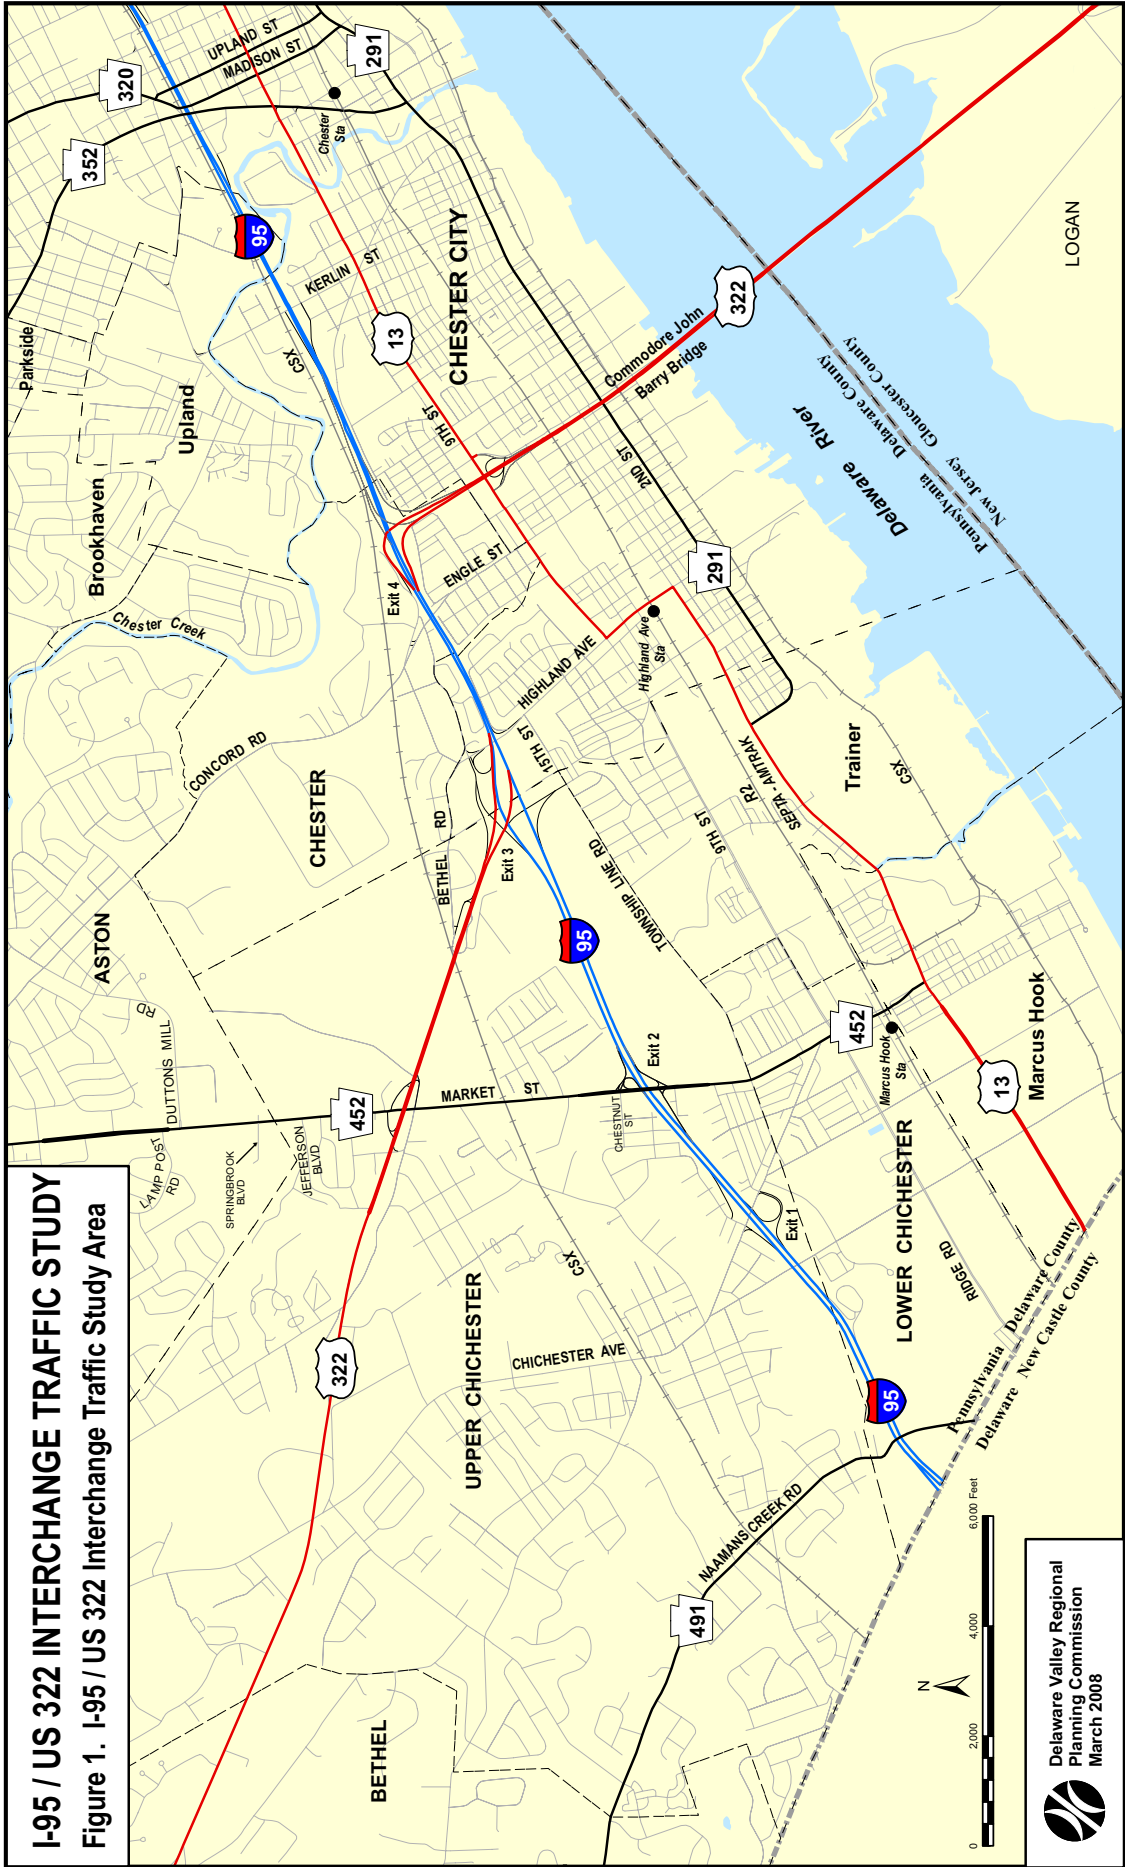 I-95 / US 322 INTERCHANGE TRAFFIC STUDY
Figure 1.  I-95 / US 322 Interchange Traffic Study Area
BETHEL
322
LAMP POST
RD
DUTTONS MILL
RD
SPRINGBROOK
BLVD
JEFFERSON
BLVD
452
ASTON
CONCORD RD
CHESTER
Chester Creek
Brookhaven
Upland
Parkside
352
320
UPLAND ST
MADISON ST
291
Chester
Sta
95
CSX
KERLIN ST
13
CHESTER CITY
9TH ST
Exit 4
ENGLE ST
Commodore John
Barry Bridge
322
LOGAN
2ND ST
291
Delaware River
Delaware County
Gloucester County
Pennsylvania
New Jersey
HIGHLAND AVE
Highland Ave
Sta
15TH ST
BETHEL RD
Exit 3
TOWNSHIP LINE RD
9TH ST
R2
SEPTA - AMTRAK
Trainer
CSX
95
MARKET ST
Exit 2
CHESTNUT
ST
452
Marcus Hook
Sta
Marcus Hook
13
Exit 1
LOWER CHICHESTER
RIDGE RD
UPPER CHICHESTER
CSX
CHICHESTER AVE
95
NAAMANS CREEK RD
491
Pennsylvania
Delaware
Delaware County
New Castle County
N
0
2,000
4,000
6,000 Feet
Delaware Valley Regional
Planning Commission
March 2008